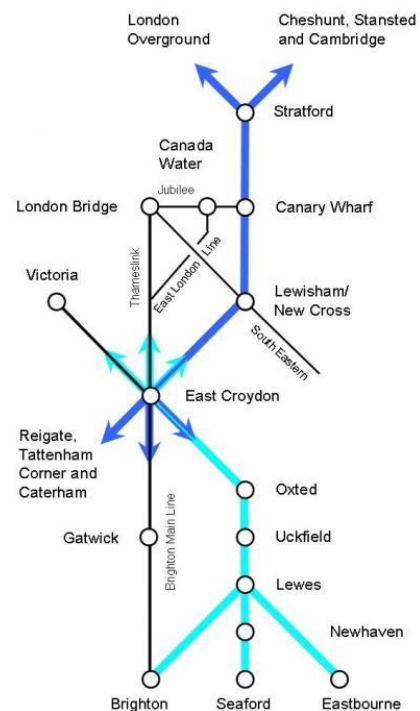 London
Overground
Cheshunt, Stansted
and Cambridge
Stratford
Canada
Water
Jubilee
London Bridge
Canary Wharf
Thameslink
East London
Line
Victoria
Lewisham/
New Cross
South Eastern
East Croydon
Reigate,
Tattenham
Corner and
Caterham
Oxted
Gatwick
Brighton Main Line
Uckfield
Lewes
Newhaven
Brighton
Seaford
Eastbourne